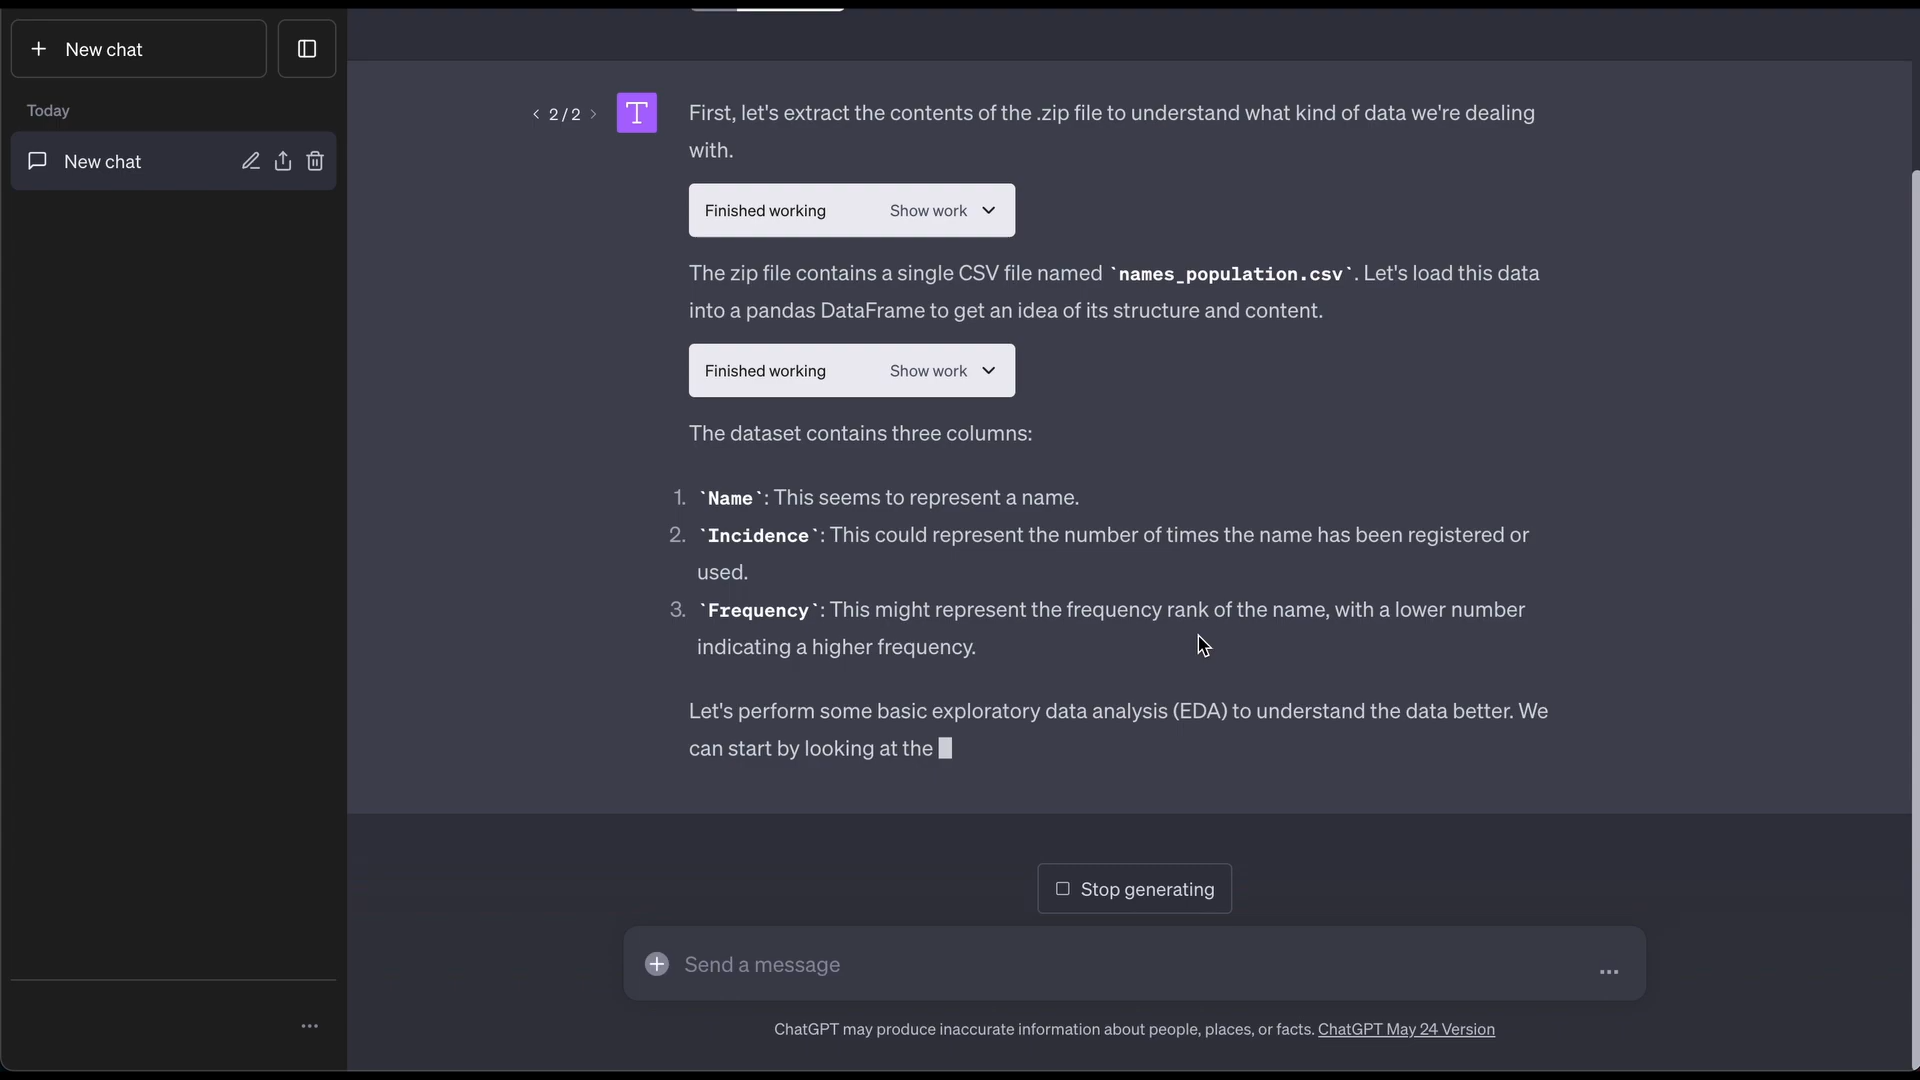 New chat
Today
New chat
2 / 2
T
First, let's extract the contents of the .zip file to understand what kind of data we're dealing
with.
Finished working Show work
The zip file contains a single CSV file named `names_population.csv`. Let's load this data
into a pandas DataFrame to get an idea of its structure and content.
Finished working Show work
The dataset contains three columns:
1. `Name`: This seems to represent a name.
2. `Incidence`: This could represent the number of times the name has been registered or
used.
3. `Frequency`: This might represent the frequency rank of the name, with a lower number
indicating a higher frequency.
Let's perform some basic exploratory data analysis (EDA) to understand the data better. We
can start by looking at the
Stop generating
Send a message
ChatGPT may produce inaccurate information about people, places, or facts. ChatGPT May 24 Version